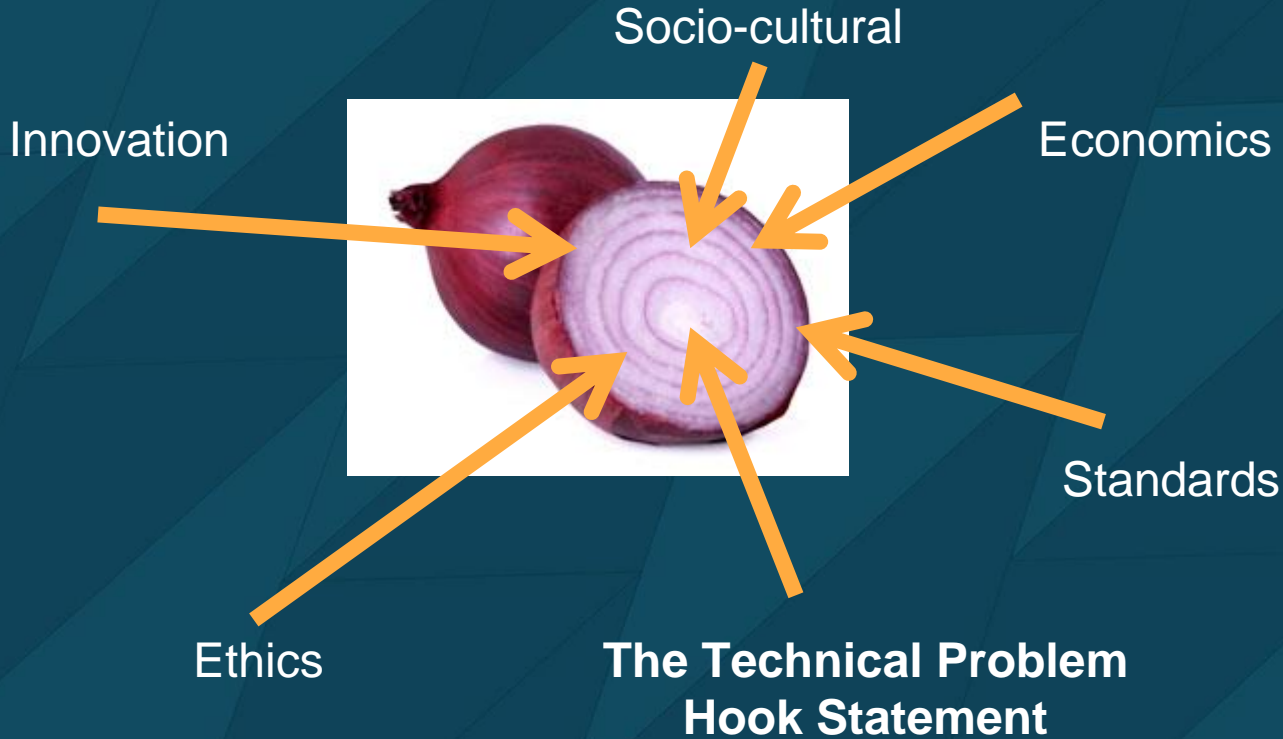 Socio-cultural
Innovation
Economics
Standards
Ethics
The Technical Problem
Hook Statement